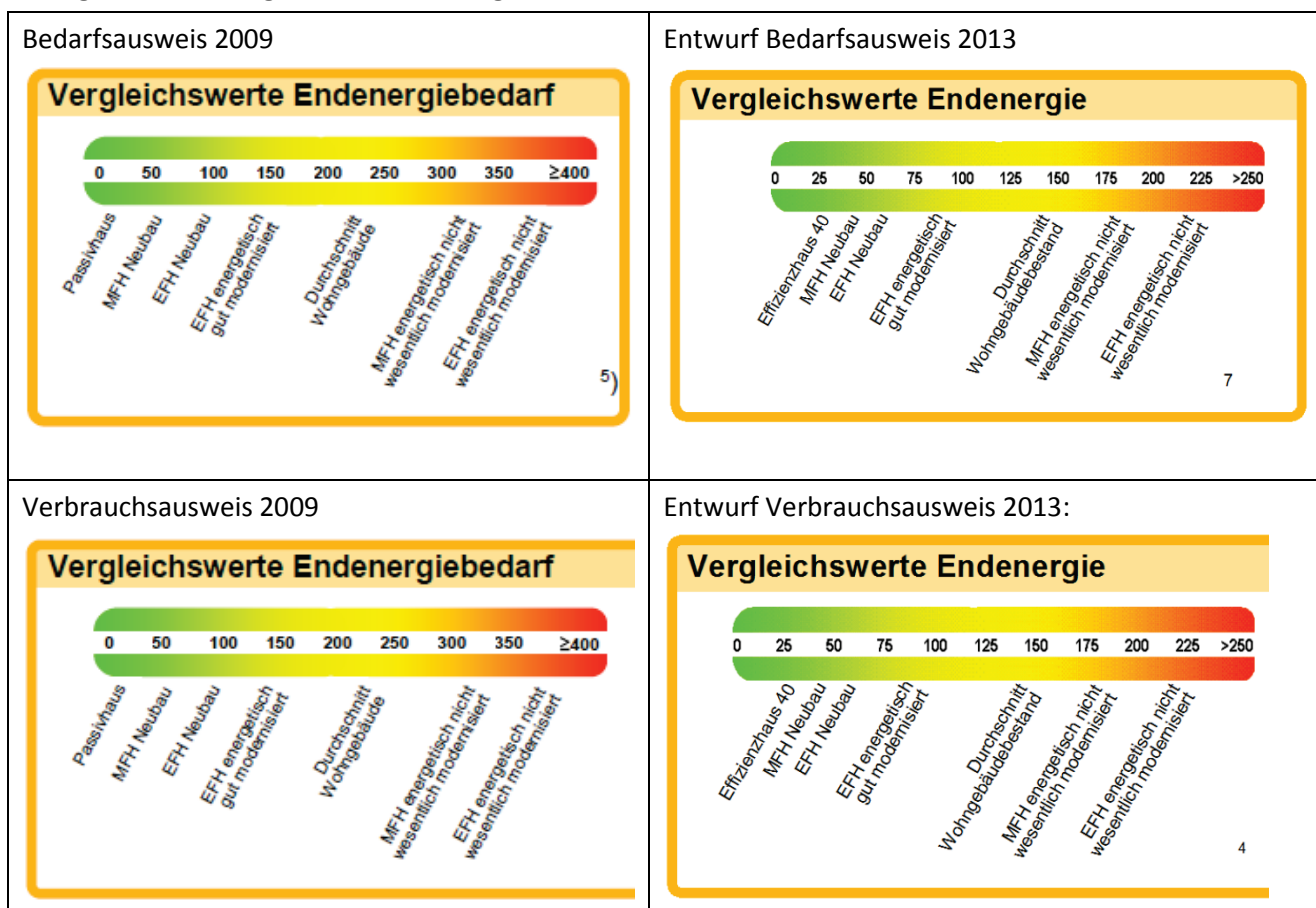 Bedarfsausweis 2009
Vergleichswerte Endenergiebedarf
0 50 100 150 200 250 300 350 ≥400
Passivhaus
MFH Neubau
EFH Neubau
EFH energetisch
gut modernisiert
Durchschnitt
Wohngebäude
MFH energetisch nicht
wesentlich modernisiert
EFH energetisch nicht
wesentlich modernisiert
5)
Entwurf Bedarfsausweis 2013
Vergleichswerte Endenergie
0 25 50 75 100 125 150 175 200 225 >250
Effizienzhaus 40
MFH Neubau
EFH Neubau
EFH energetisch
gut modernisiert
Durchschnitt
Wohngebäudebestand
MFH energetisch nicht
wesentlich modernisiert
EFH energetisch nicht
wesentlich modernisiert
7
Verbrauchsausweis 2009
Vergleichswerte Endenergiebedarf
0 50 100 150 200 250 300 350 ≥400
Passivhaus
MFH Neubau
EFH Neubau
EFH energetisch
gut modernisiert
Durchschnitt
Wohngebäude
MFH energetisch nicht
wesentlich modernisiert
EFH energetisch nicht
wesentlich modernisiert
Entwurf Verbrauchsausweis 2013:
Vergleichswerte Endenergie
0 25 50 75 100 125 150 175 200 225 >250
Effizienzhaus 40
MFH Neubau
EFH Neubau
EFH energetisch
gut modernisiert
Durchschnitt
Wohngebäudebestand
MFH energetisch nicht
wesentlich modernisiert
EFH energetisch nicht
wesentlich modernisiert
4